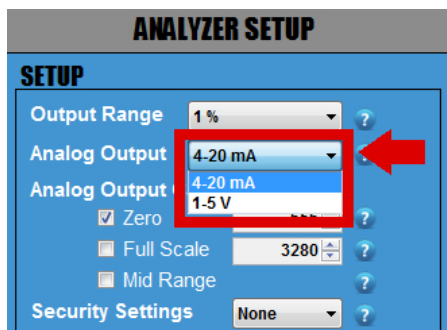 ANALYZER SETUP
SETUP
Output Range 1 % ?
Analog Output 4-20 mA
4-20 mA
Analog Output
1-5 V
Zero ?
Full Scale 3280 ?
Mid Range ?
Security Settings None ?